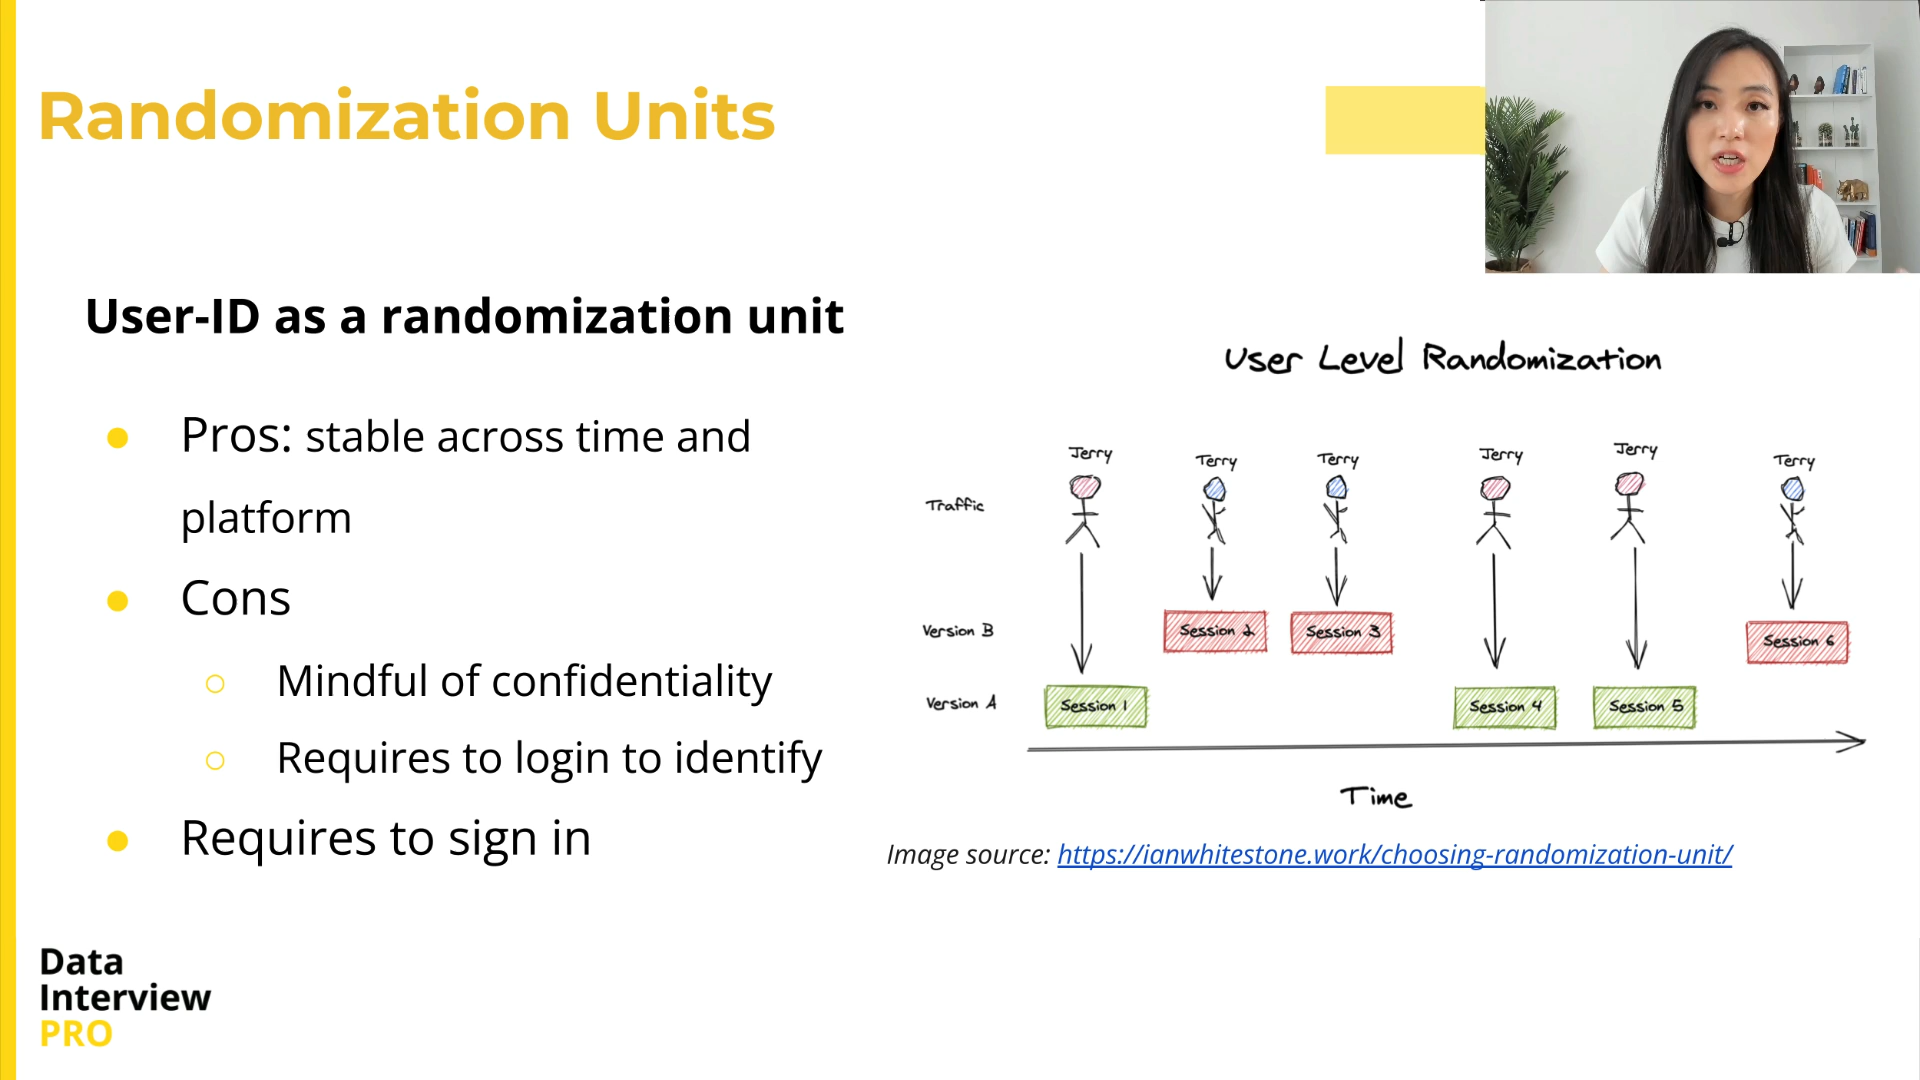 Randomization Units
User-ID as a randomization unit
Pros: stable across time and
platform
Cons
Mindful of confidentiality
Requires to login to identify
Requires to sign in
User Level Randomization
Jerry Terry Terry Jerry Jerry Terry
Traffic
Version B Session 2 Session 3 Session 6
Version A Session 1 Session 4 Session 5
Time
Image source: https://ianwhitestone.work/choosing-randomization-unit/
Data
Interview
PRO